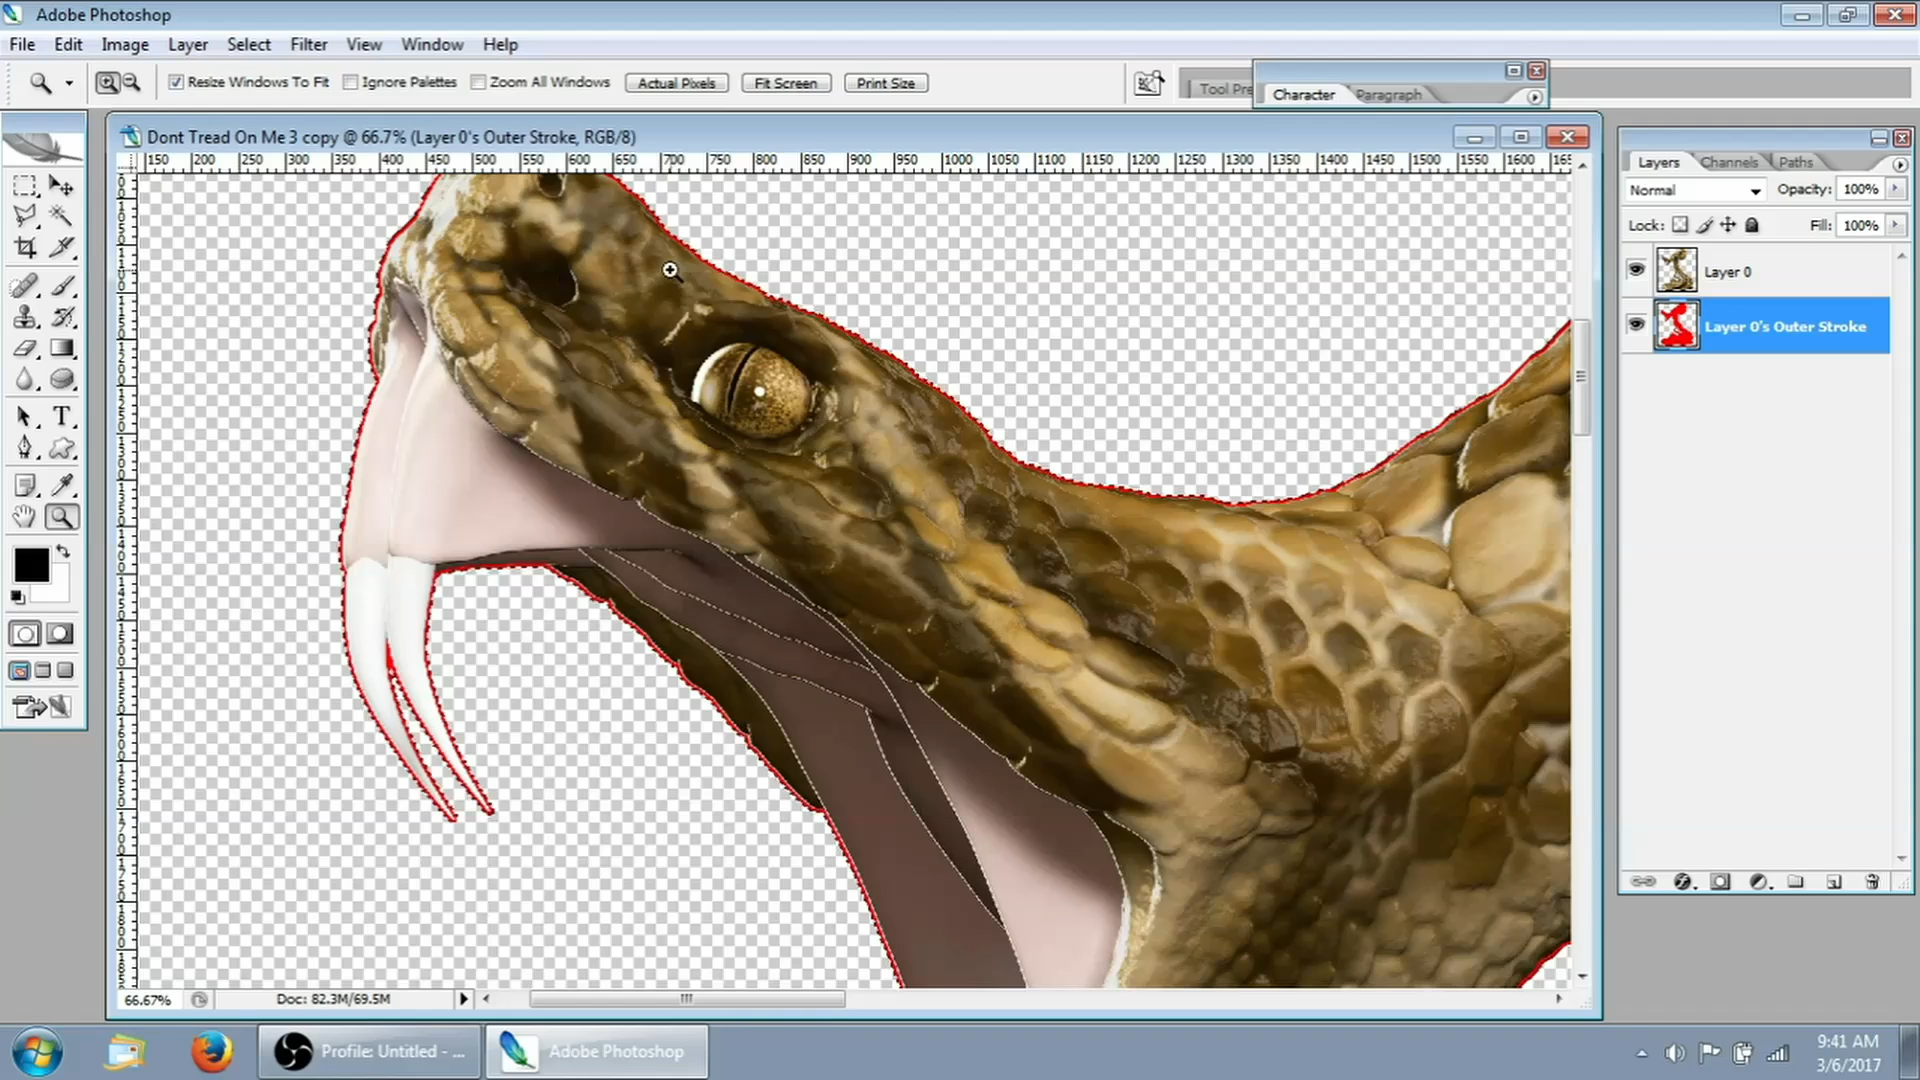 Adobe Photoshop
File Edit Image Layer Select Filter View Window Help
Resize Windows To Fit Ignore Palettes Zoom All Windows Actual Pixels Fit Screen Print Size
Tool Pre Character Paragraph
Dont Tread On Me 3 copy @ 66.7% (Layer 0's Outer Stroke, RGB/8)
150 200 250 300 350 400 450 500 550 600 650 700 750 800 850 900 950 1000 1050 1100 1150 1200 1250 1300 1350 1400 1450 1500 1550 1600 165
Layers Channels Paths
Normal Opacity: 100%
Lock: Fill: 100%
Layer 0
Layer 0's Outer Stroke
T
66.67% Doc: 82.3M/69.5M
Profile: Untitled - ...
Adobe Photoshop
9:41 AM
3/6/2017